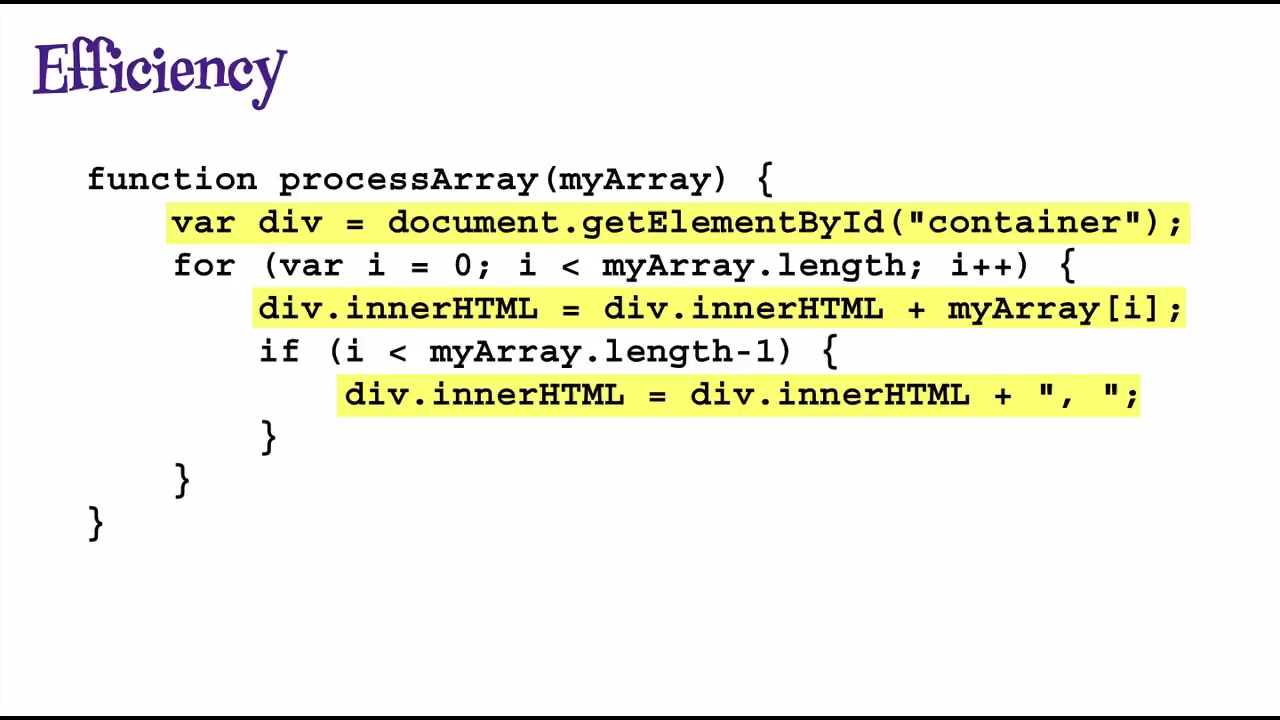 Efficiency
function processArray(myArray) {
    var div = document.getElementById("container");
    for (var i = 0; i < myArray.length; i++) {
        div.innerHTML = div.innerHTML + myArray[i];
        if (i < myArray.length-1) {
            div.innerHTML = div.innerHTML + ", ";
        }
    }
}